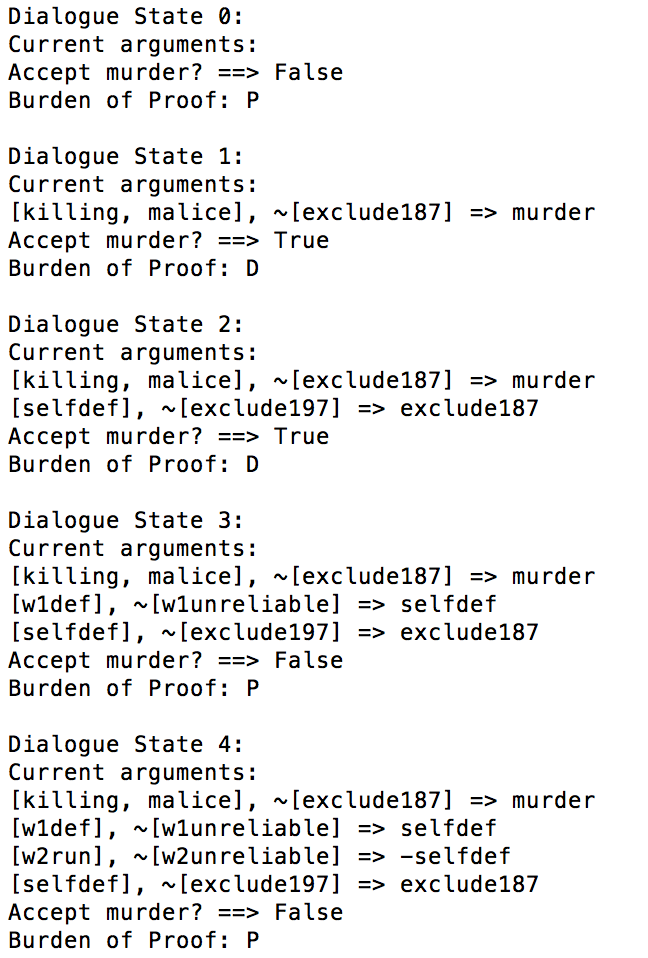 Dialogue State 0:
Current arguments:
Accept murder? ==> False
Burden of Proof: P

Dialogue State 1:
Current arguments:
[killing, malice], ~[exclude187] => murder
Accept murder? ==> True
Burden of Proof: D

Dialogue State 2:
Current arguments:
[killing, malice], ~[exclude187] => murder
[selfdef], ~[exclude197] => exclude187
Accept murder? ==> True
Burden of Proof: D

Dialogue State 3:
Current arguments:
[killing, malice], ~[exclude187] => murder
[w1def], ~[w1unreliable] => selfdef
[selfdef], ~[exclude197] => exclude187
Accept murder? ==> False
Burden of Proof: P

Dialogue State 4:
Current arguments:
[killing, malice], ~[exclude187] => murder
[w1def], ~[w1unreliable] => selfdef
[w2run], ~[w2unreliable] => -selfdef
[selfdef], ~[exclude197] => exclude187
Accept murder? ==> False
Burden of Proof: P